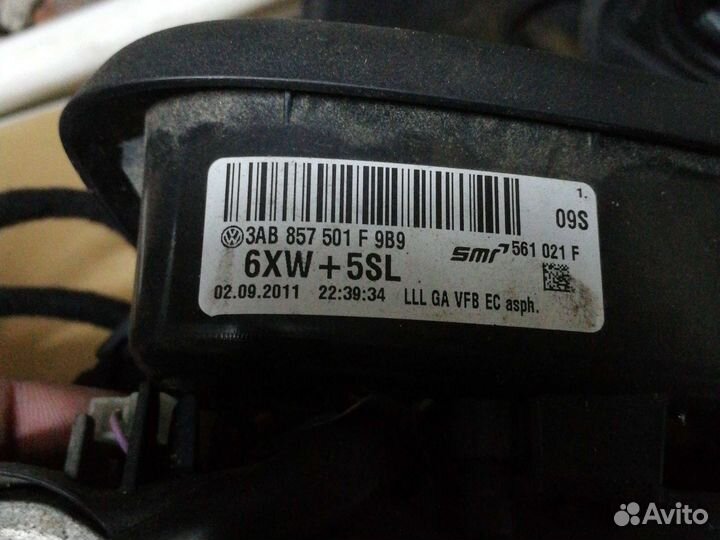 1.
09S
3AB 857 501 F 9B9
smr 561 021 F
6XW + 5SL
02.09.2011 22:39:34 LLL GA VFB EC asph.
Avito